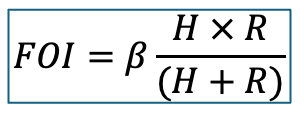 FOI = β H × R / (H + R)